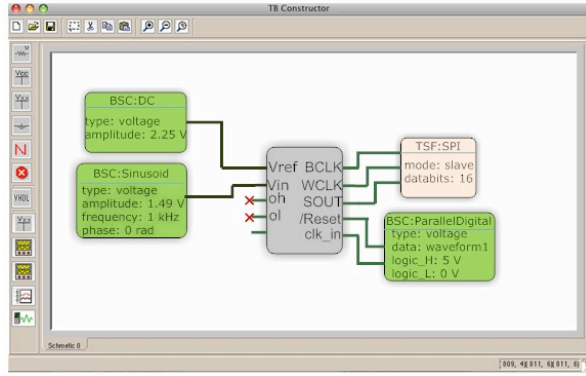 TB Constructor
Vcc
Vss
N
VHDL
Vss
BSC:DC
type: voltage
amplitude: 2.25 V
BSC:Sinusoid
type: voltage
amplitude: 1.49 V
frequency: 1 kHz
phase: 0 rad
Vref BCLK
Vin WCLK
oh SOUT
ol /Reset
clk_in
TSF:SPI
mode: slave
databits: 16
BSC:ParallelDigital
type: voltage
data: waveform1
logic_H: 5 V
logic_L: 0 V
Schmetic 0